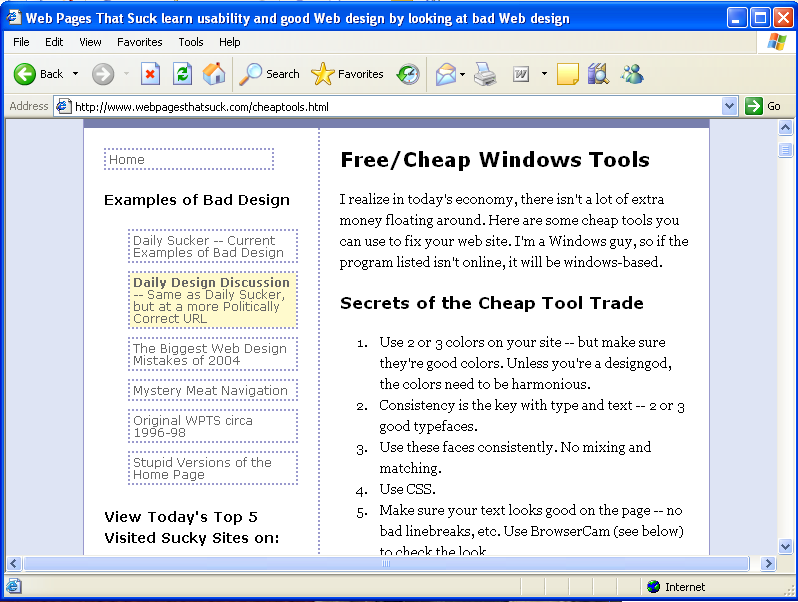 Web Pages That Suck learn usability and good Web design by looking at bad Web design
File Edit View Favorites Tools Help
Back Search Favorites
Address http://www.webpagesthatsuck.com/cheaptools.html Go
Home
Examples of Bad Design
Daily Sucker -- Current
Examples of Bad Design
Daily Design Discussion
-- Same as Daily Sucker,
but at a more Politically
Correct URL
The Biggest Web Design
Mistakes of 2004
Mystery Meat Navigation
Original WPTS circa
1996-98
Stupid Versions of the
Home Page
View Today's Top 5
Visited Sucky Sites on:
Free/Cheap Windows Tools
I realize in today's economy, there isn't a lot of extra
money floating around. Here are some cheap tools you
can use to fix your web site. I'm a Windows guy, so if the
program listed isn't online, it will be windows-based.
Secrets of the Cheap Tool Trade
1. Use 2 or 3 colors on your site -- but make sure
they're good colors. Unless you're a designgod,
the colors need to be harmonious.
2. Consistency is the key with type and text -- 2 or 3
good typefaces.
3. Use these faces consistently. No mixing and
matching.
4. Use CSS.
5. Make sure your text looks good on the page -- no
bad linebreaks, etc. Use BrowserCam (see below)
to check the look
Internet